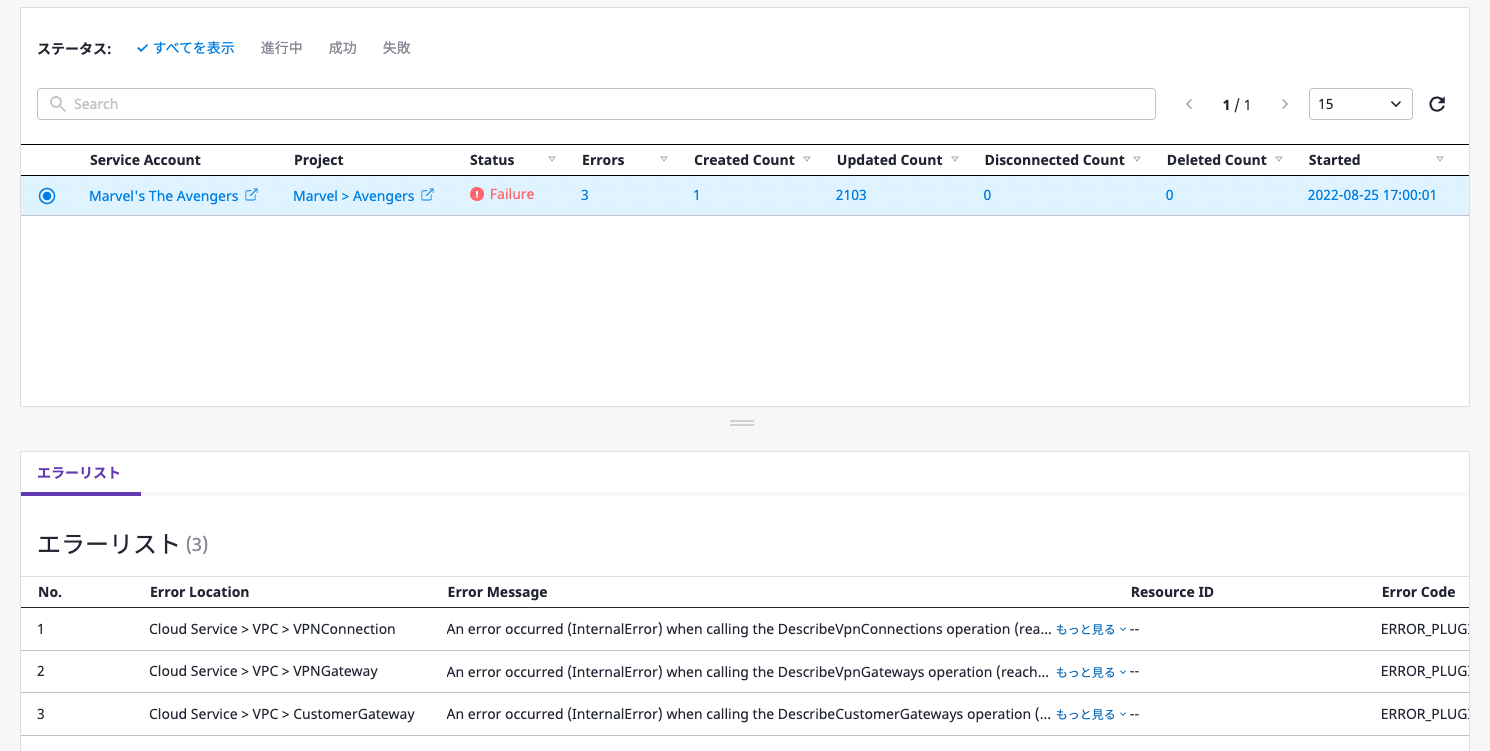 ステータス: すべてを表示 進行中 成功 失敗
Search 1 / 1 15
Service Account Project Status Errors Created Count Updated Count Disconnected Count Deleted Count Started
Marvel's The Avengers Marvel > Avengers Failure 3 1 2103 0 0 2022-08-25 17:00:01
エラーリスト
エラーリスト (3)
No. Error Location Error Message Resource ID Error Code
1 Cloud Service > VPC > VPNConnection An error occurred (InternalError) when calling the DescribeVpnConnections operation (rea... もっと見る -- ERROR_PLUGI
2 Cloud Service > VPC > VPNGateway An error occurred (InternalError) when calling the DescribeVpnGateways operation (reach... もっと見る -- ERROR_PLUGI
3 Cloud Service > VPC > CustomerGateway An error occurred (InternalError) when calling the DescribeCustomerGateways operation (... もっと見る -- ERROR_PLUGI